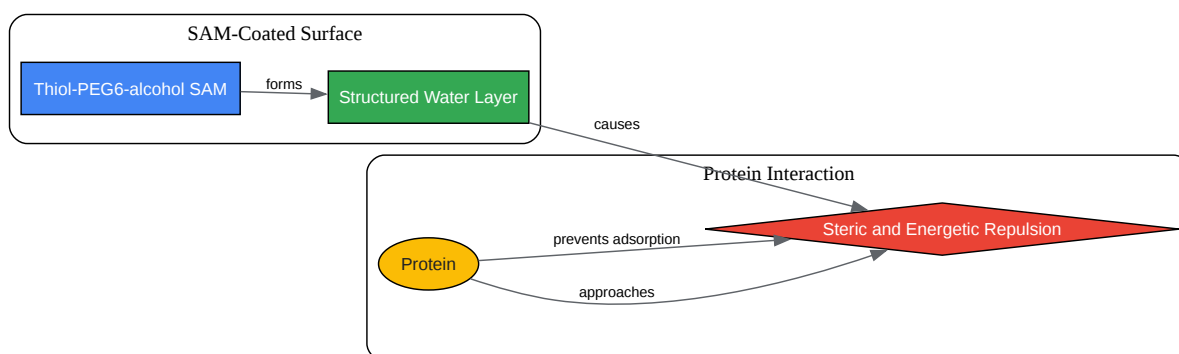 SAM-Coated Surface
Thiol-PEG6-alcohol SAM
forms
Structured Water Layer
causes
Protein Interaction
Steric and Energetic Repulsion
prevents adsorption
Protein
approaches